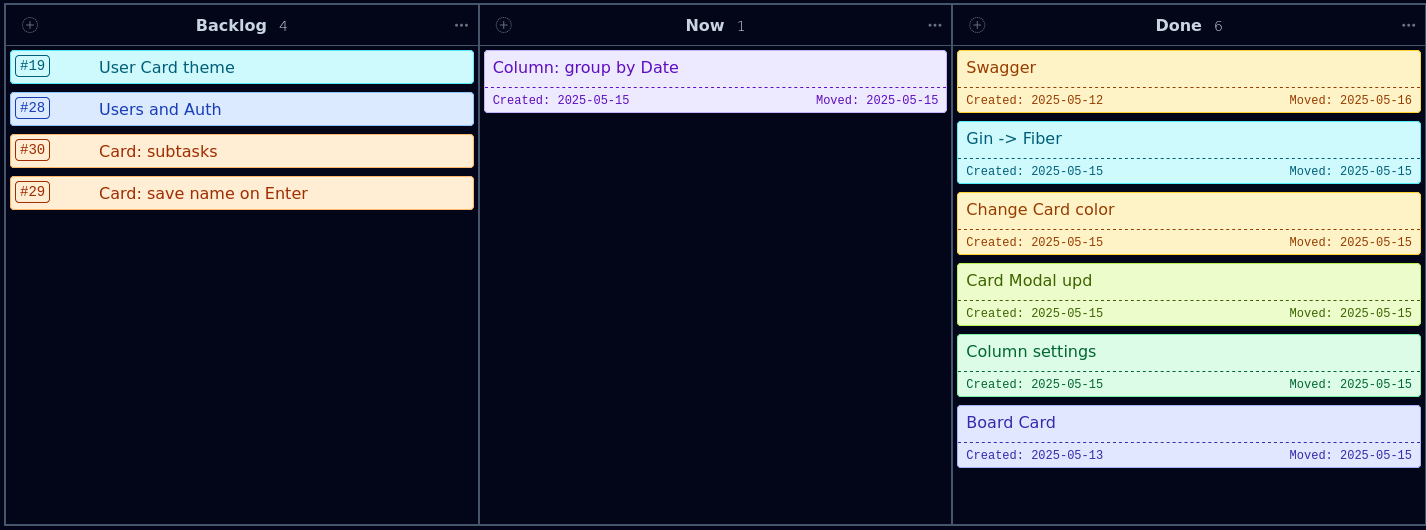 Backlog 4 ...
#19 User Card theme
#28 Users and Auth
#30 Card: subtasks
#29 Card: save name on Enter
Now 1 ...
Column: group by Date
Created: 2025-05-15 Moved: 2025-05-15
Done 6 ...
Swagger
Created: 2025-05-12 Moved: 2025-05-16
Gin -> Fiber
Created: 2025-05-15 Moved: 2025-05-15
Change Card color
Created: 2025-05-15 Moved: 2025-05-15
Card Modal upd
Created: 2025-05-15 Moved: 2025-05-15
Column settings
Created: 2025-05-15 Moved: 2025-05-15
Board Card
Created: 2025-05-13 Moved: 2025-05-15